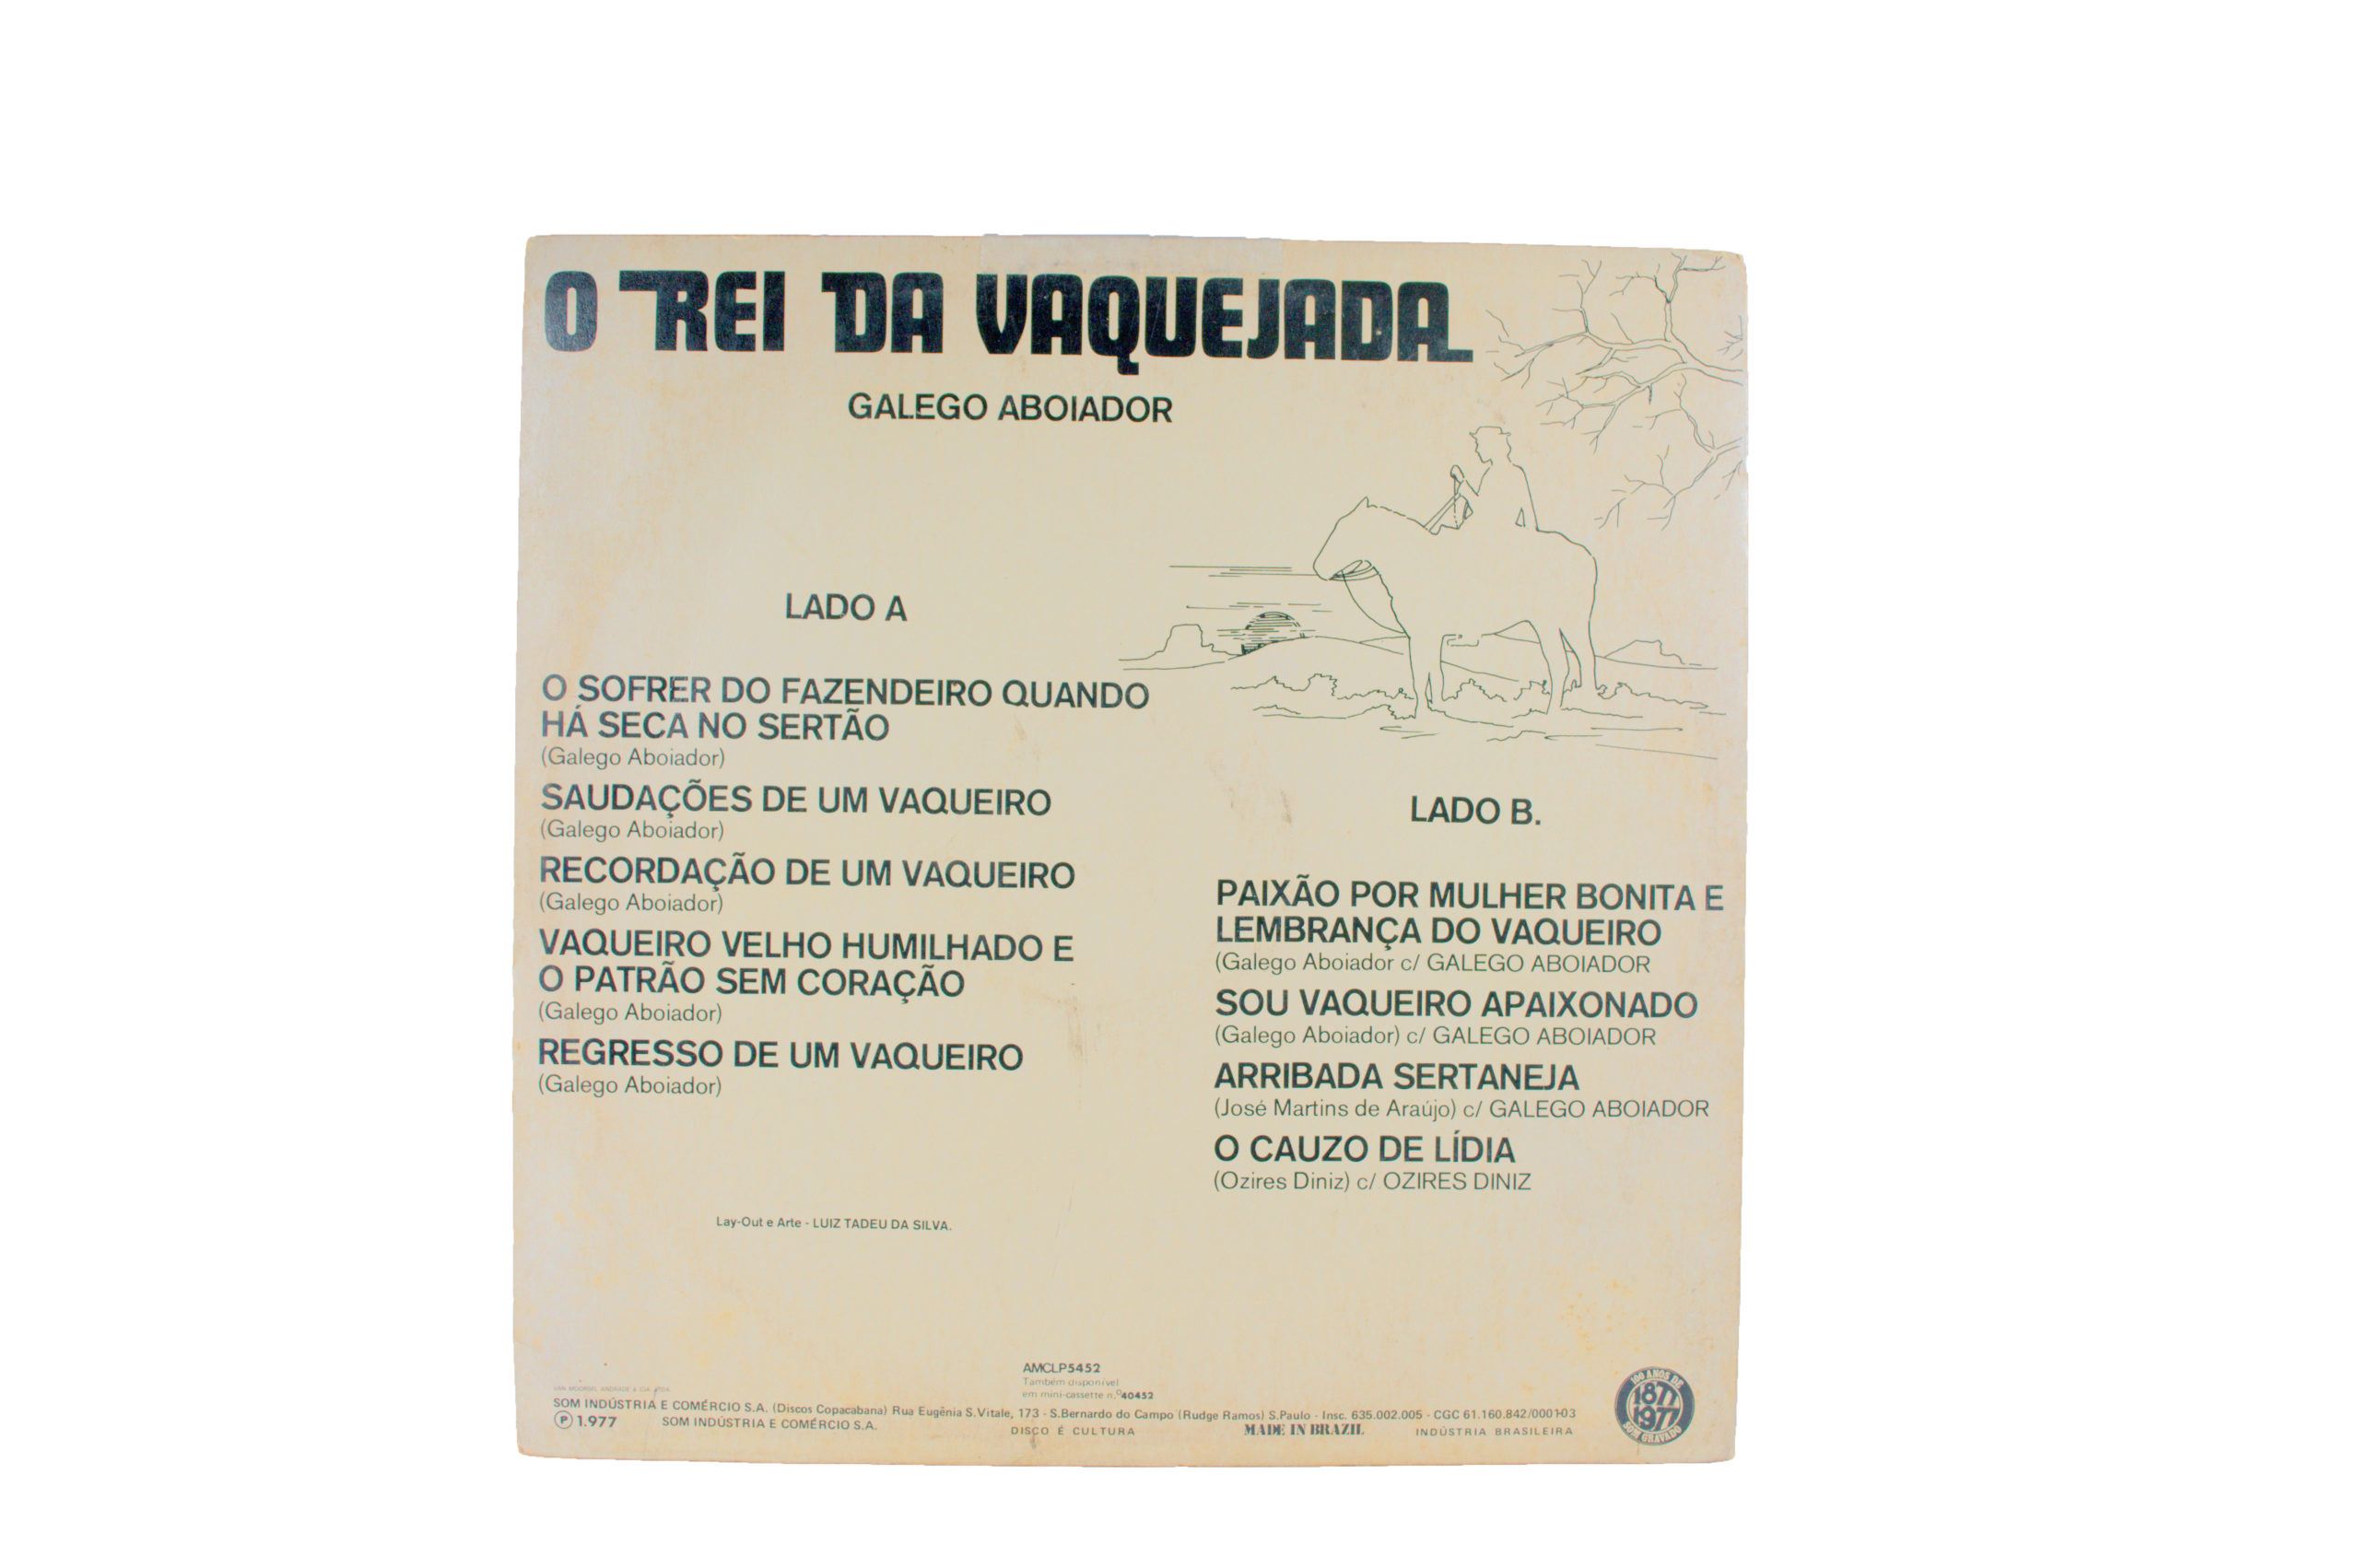 O REI DA VAQUEJADA
GALEGO ABOIADOR
LADO A
O SOFRER DO FAZENDEIRO QUANDO
HÁ SECA NO SERTÃO
(Galego Aboiador)
SAUDAÇÕES DE UM VAQUEIRO
(Galego Aboiador)
RECORDAÇÃO DE UM VAQUEIRO
(Galego Aboiador)
VAQUEIRO VELHO HUMILHADO E
O PATRÃO SEM CORAÇÃO
(Galego Aboiador)
REGRESSO DE UM VAQUEIRO
(Galego Aboiador)
LADO B.
PAIXÃO POR MULHER BONITA E
LEMBRANÇA DO VAQUEIRO
(Galego Aboiador c/ GALEGO ABOIADOR
SOU VAQUEIRO APAIXONADO
(Galego Aboiador) c/ GALEGO ABOIADOR
ARRIBADA SERTANEJA
(José Martins de Araújo) c/ GALEGO ABOIADOR
O CAUZO DE LÍDIA
(Ozires Diniz) c/ OZIRES DINIZ
Lay-Out e Arte - LUIZ TADEU DA SILVA.
AMCLP5452
Também disponível
em mini-cassette n.º 40452
SOM INDÚSTRIA E COMÉRCIO S.A. (Discos Copacabana) Rua Eugênia S.Vitale, 173 - S.Bernardo do Campo (Rudge Ramos) S.Paulo - Insc. 635.002.005 - CGC 61.160.842/0001-03
Ⓟ 1.977 SOM INDÚSTRIA E COMÉRCIO S.A.
DISCO É CULTURA MADE IN BRAZIL INDÚSTRIA BRASILEIRA
100 ANOS DE
1877
1977
SOM GRAVADO